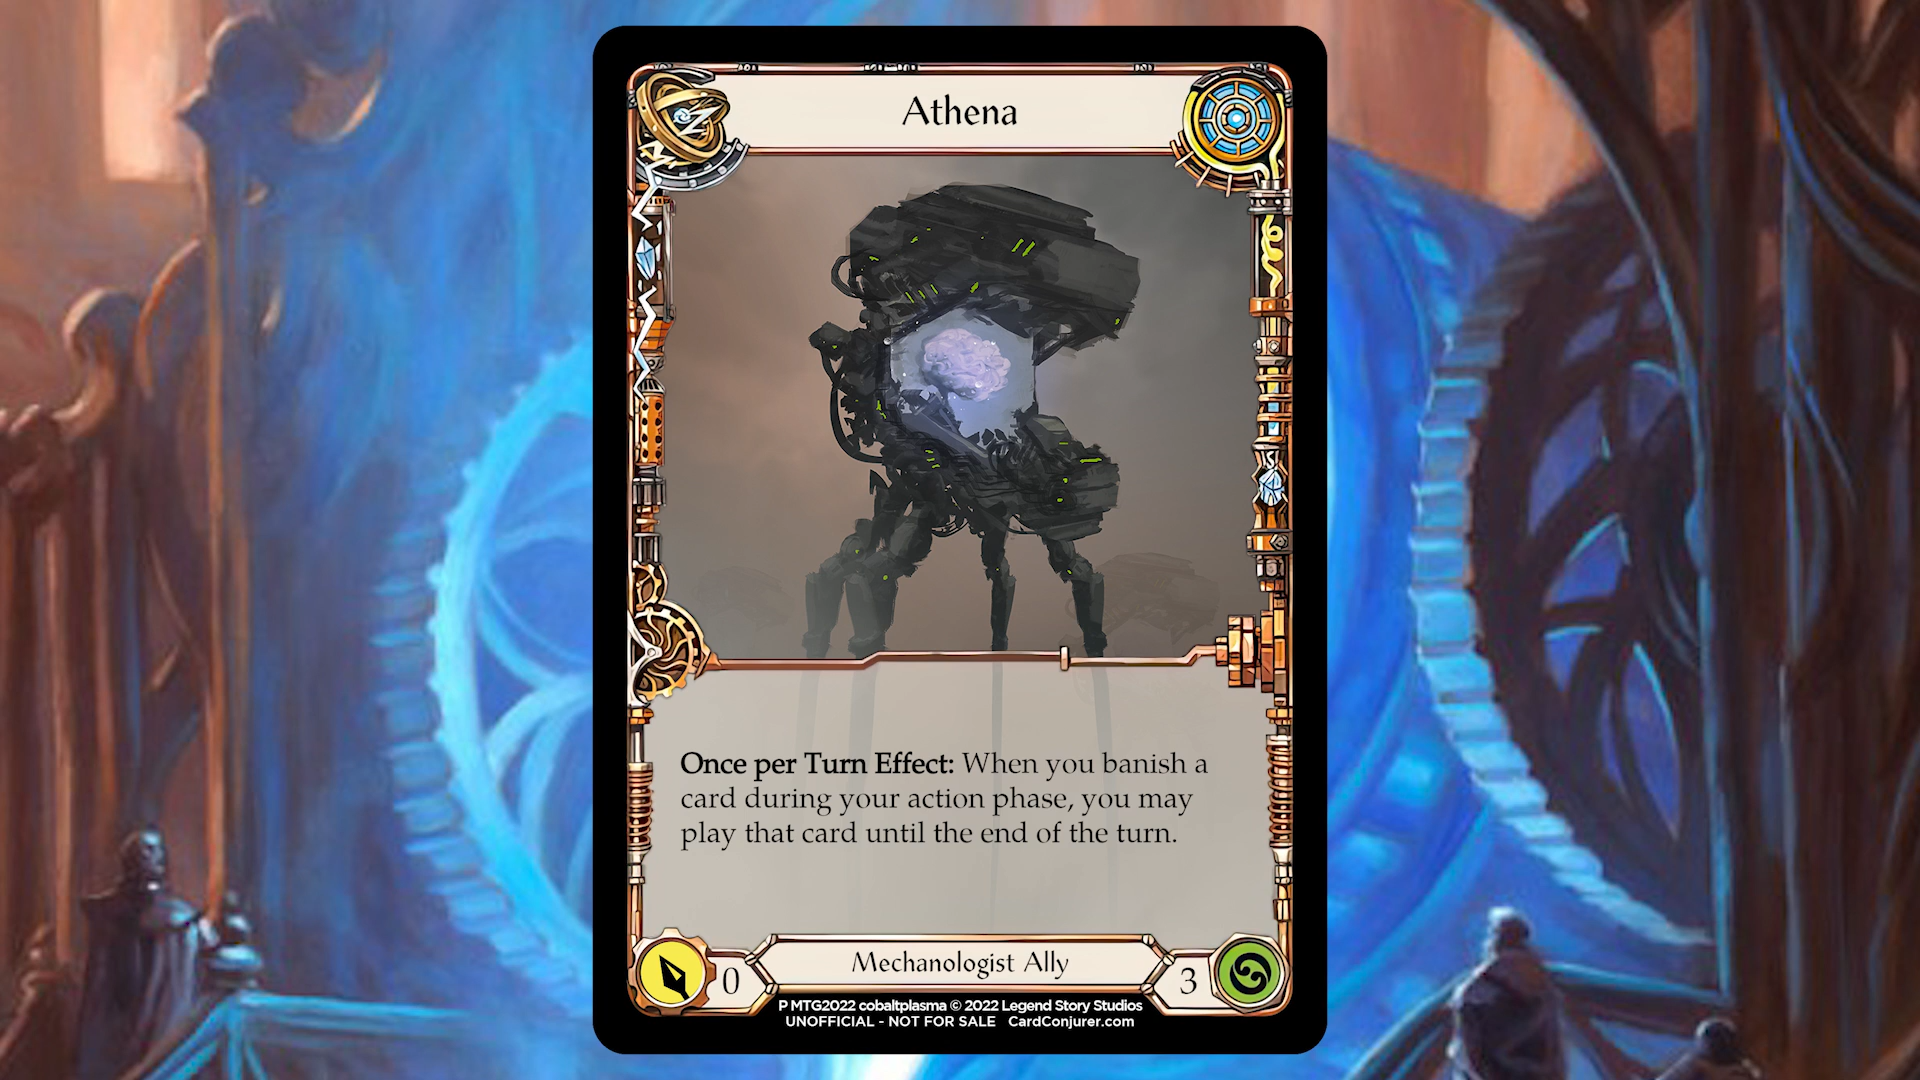 Athena
Once per Turn Effect: When you banish a
card during your action phase, you may
play that card until the end of the turn.
0
Mechanologist Ally
3
P MTG2022 cobaltplasma © 2022 Legend Story Studios
UNOFFICIAL - NOT FOR SALE CardConjurer.com